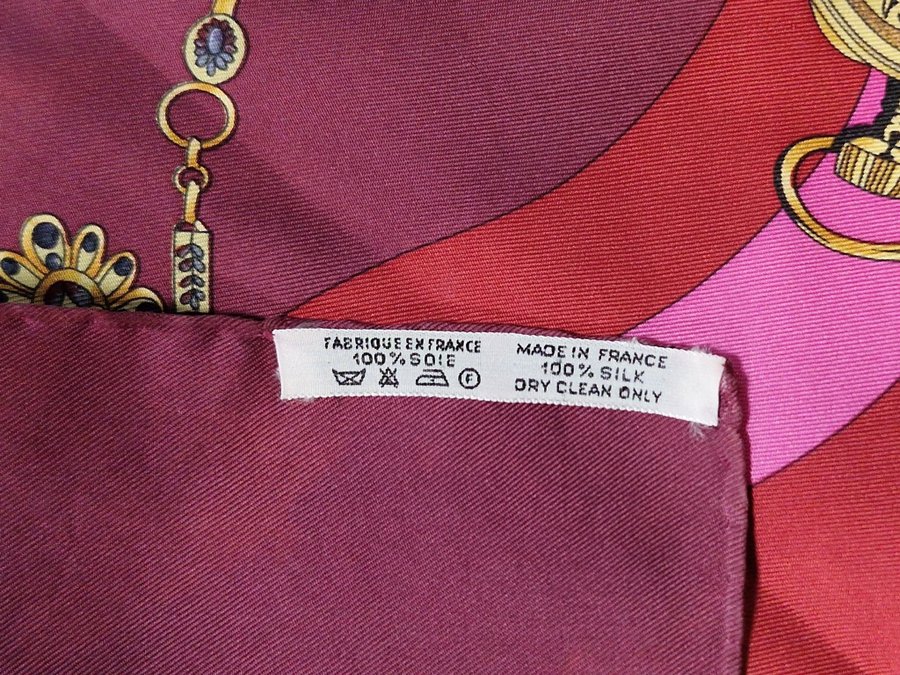 FABRIQUE EN FRANCE
100% SOIE
MADE IN FRANCE
100% SILK
DRY CLEAN ONLY
F